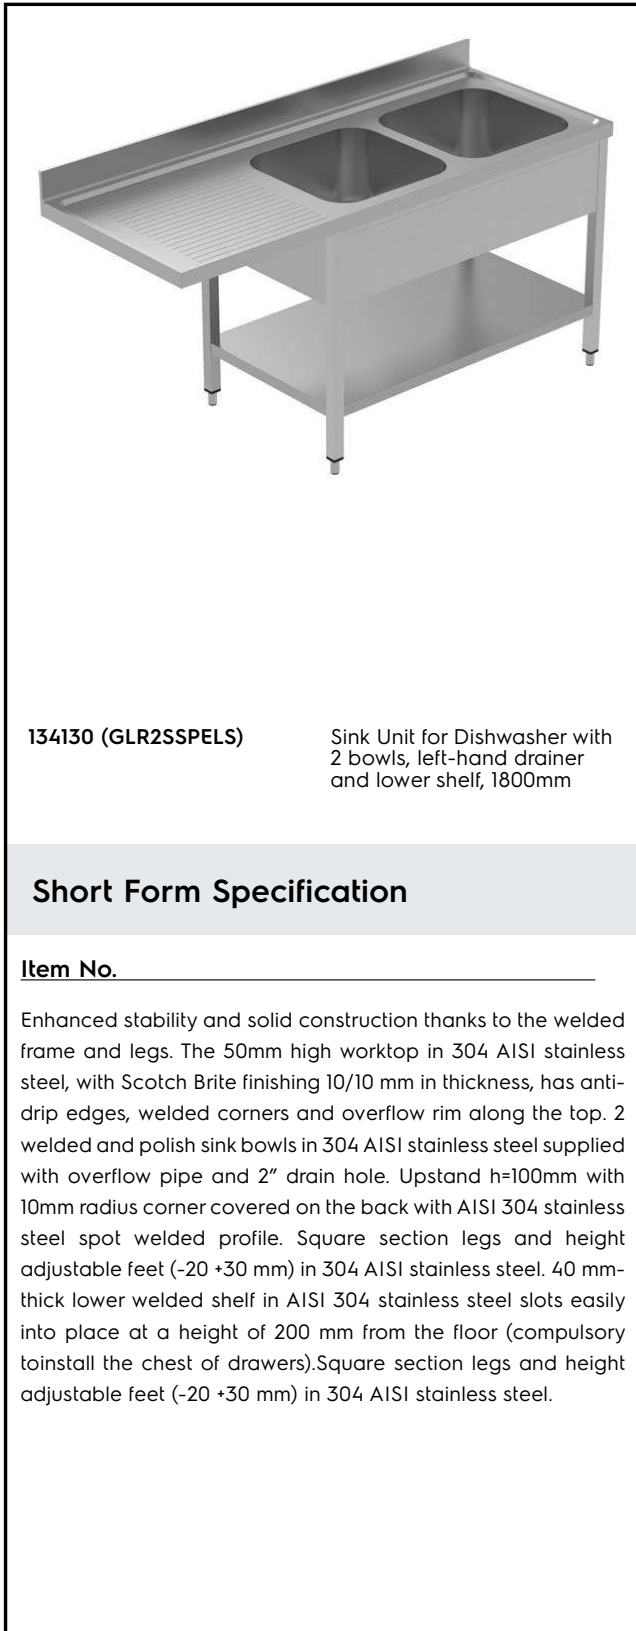 134130 (GLR2SSPELS)
Sink Unit for Dishwasher with
2 bowls, left-hand drainer
and lower shelf, 1800mm
Short Form Specification
Item No.
Enhanced stability and solid construction thanks to the welded
frame and legs. The 50mm high worktop in 304 AISI stainless
steel, with Scotch Brite finishing 10/10 mm in thickness, has anti-
drip edges, welded corners and overflow rim along the top. 2
welded and polish sink bowls in 304 AISI stainless steel supplied
with overflow pipe and 2” drain hole. Upstand h=100mm with
10mm radius corner covered on the back with AISI 304 stainless
steel spot welded profile. Square section legs and height
adjustable feet (-20 +30 mm) in 304 AISI stainless steel. 40 mm-
thick lower welded shelf in AISI 304 stainless steel slots easily
into place at a height of 200 mm from the floor (compulsory
toinstall the chest of drawers).Square section legs and height
adjustable feet (-20 +30 mm) in 304 AISI stainless steel.